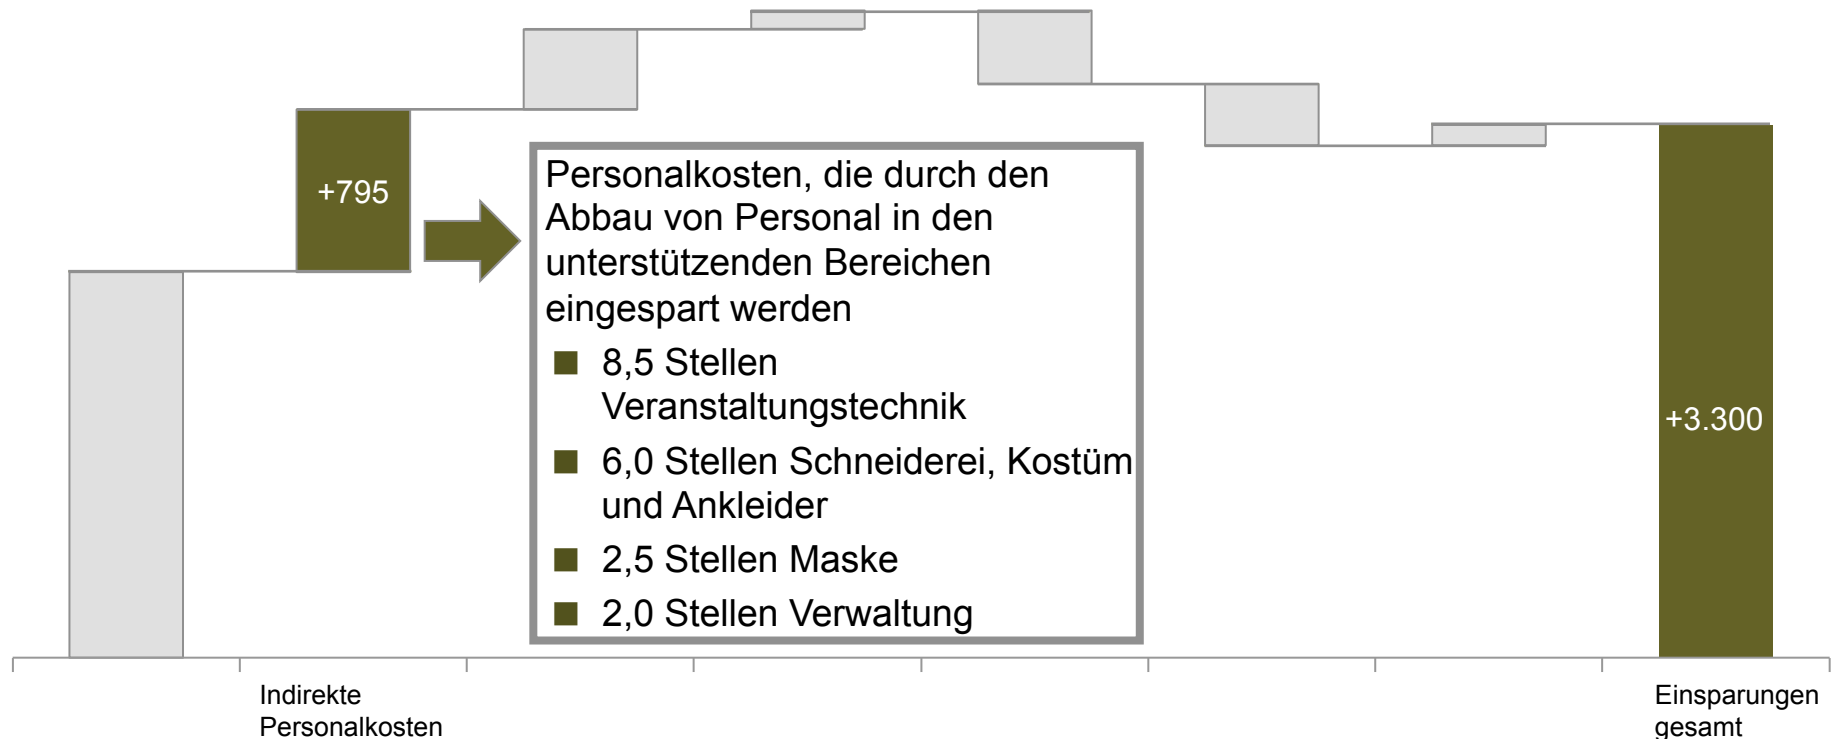 +795
Personalkosten, die durch den
Abbau von Personal in den
unterstützenden Bereichen
eingespart werden
8,5 Stellen
Veranstaltungstechnik
6,0 Stellen Schneiderei, Kostüm
und Ankleider
2,5 Stellen Maske
2,0 Stellen Verwaltung
+3.300
Indirekte
Personalkosten
Einsparungen
gesamt